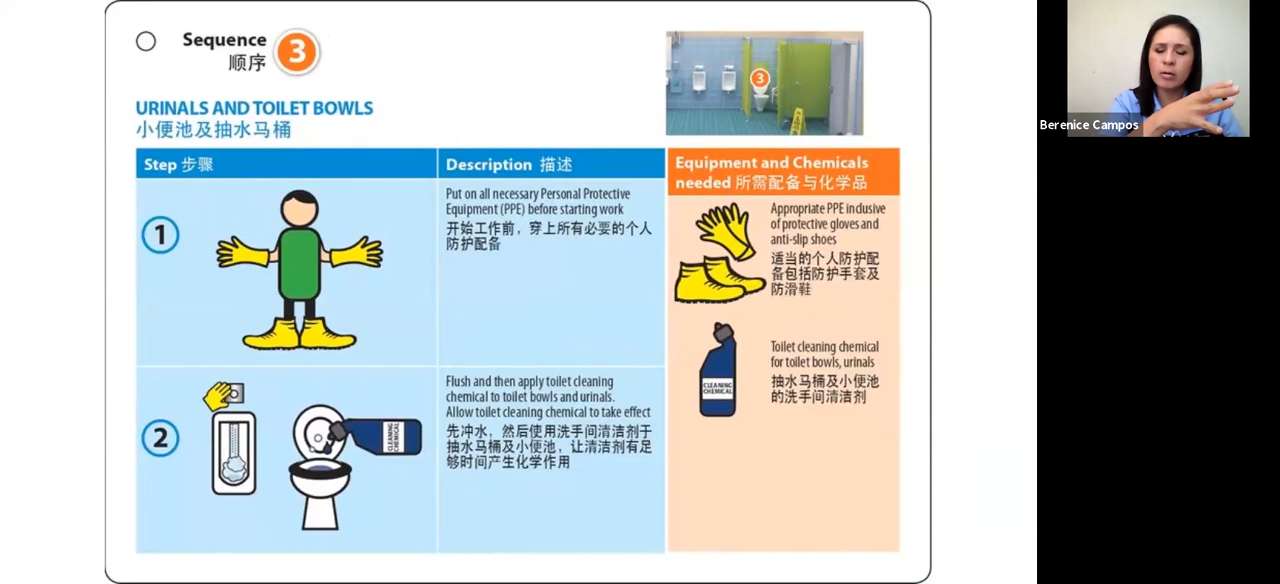 Sequence
顺序
3
3
URINALS AND TOILET BOWLS
小便池及抽水马桶
Step 步骤
Description 描述
Equipment and Chemicals
needed 所需配备与化学品
1
Put on all necessary Personal Protective
Equipment (PPE) before starting work
开始工作前，穿上所有必要的个人
防护配备
Appropriate PPE inclusive
of protective gloves and
anti-slip shoes
适当的个人防护配
备包括防护手套及
防滑鞋
2
CLEANING
CHEMICAL
Flush and then apply toilet cleaning
chemical to toilet bowls and urinals.
Allow toilet cleaning chemical to take effect
先冲水，然后使用洗手间清洁剂于
抽水马桶及小便池，让清洁剂有足
够时间产生化学作用
CLEANING
CHEMICAL
Toilet cleaning chemical
for toilet bowls, urinals
抽水马桶及小便池
的洗手间清洁剂
Berenice Campos